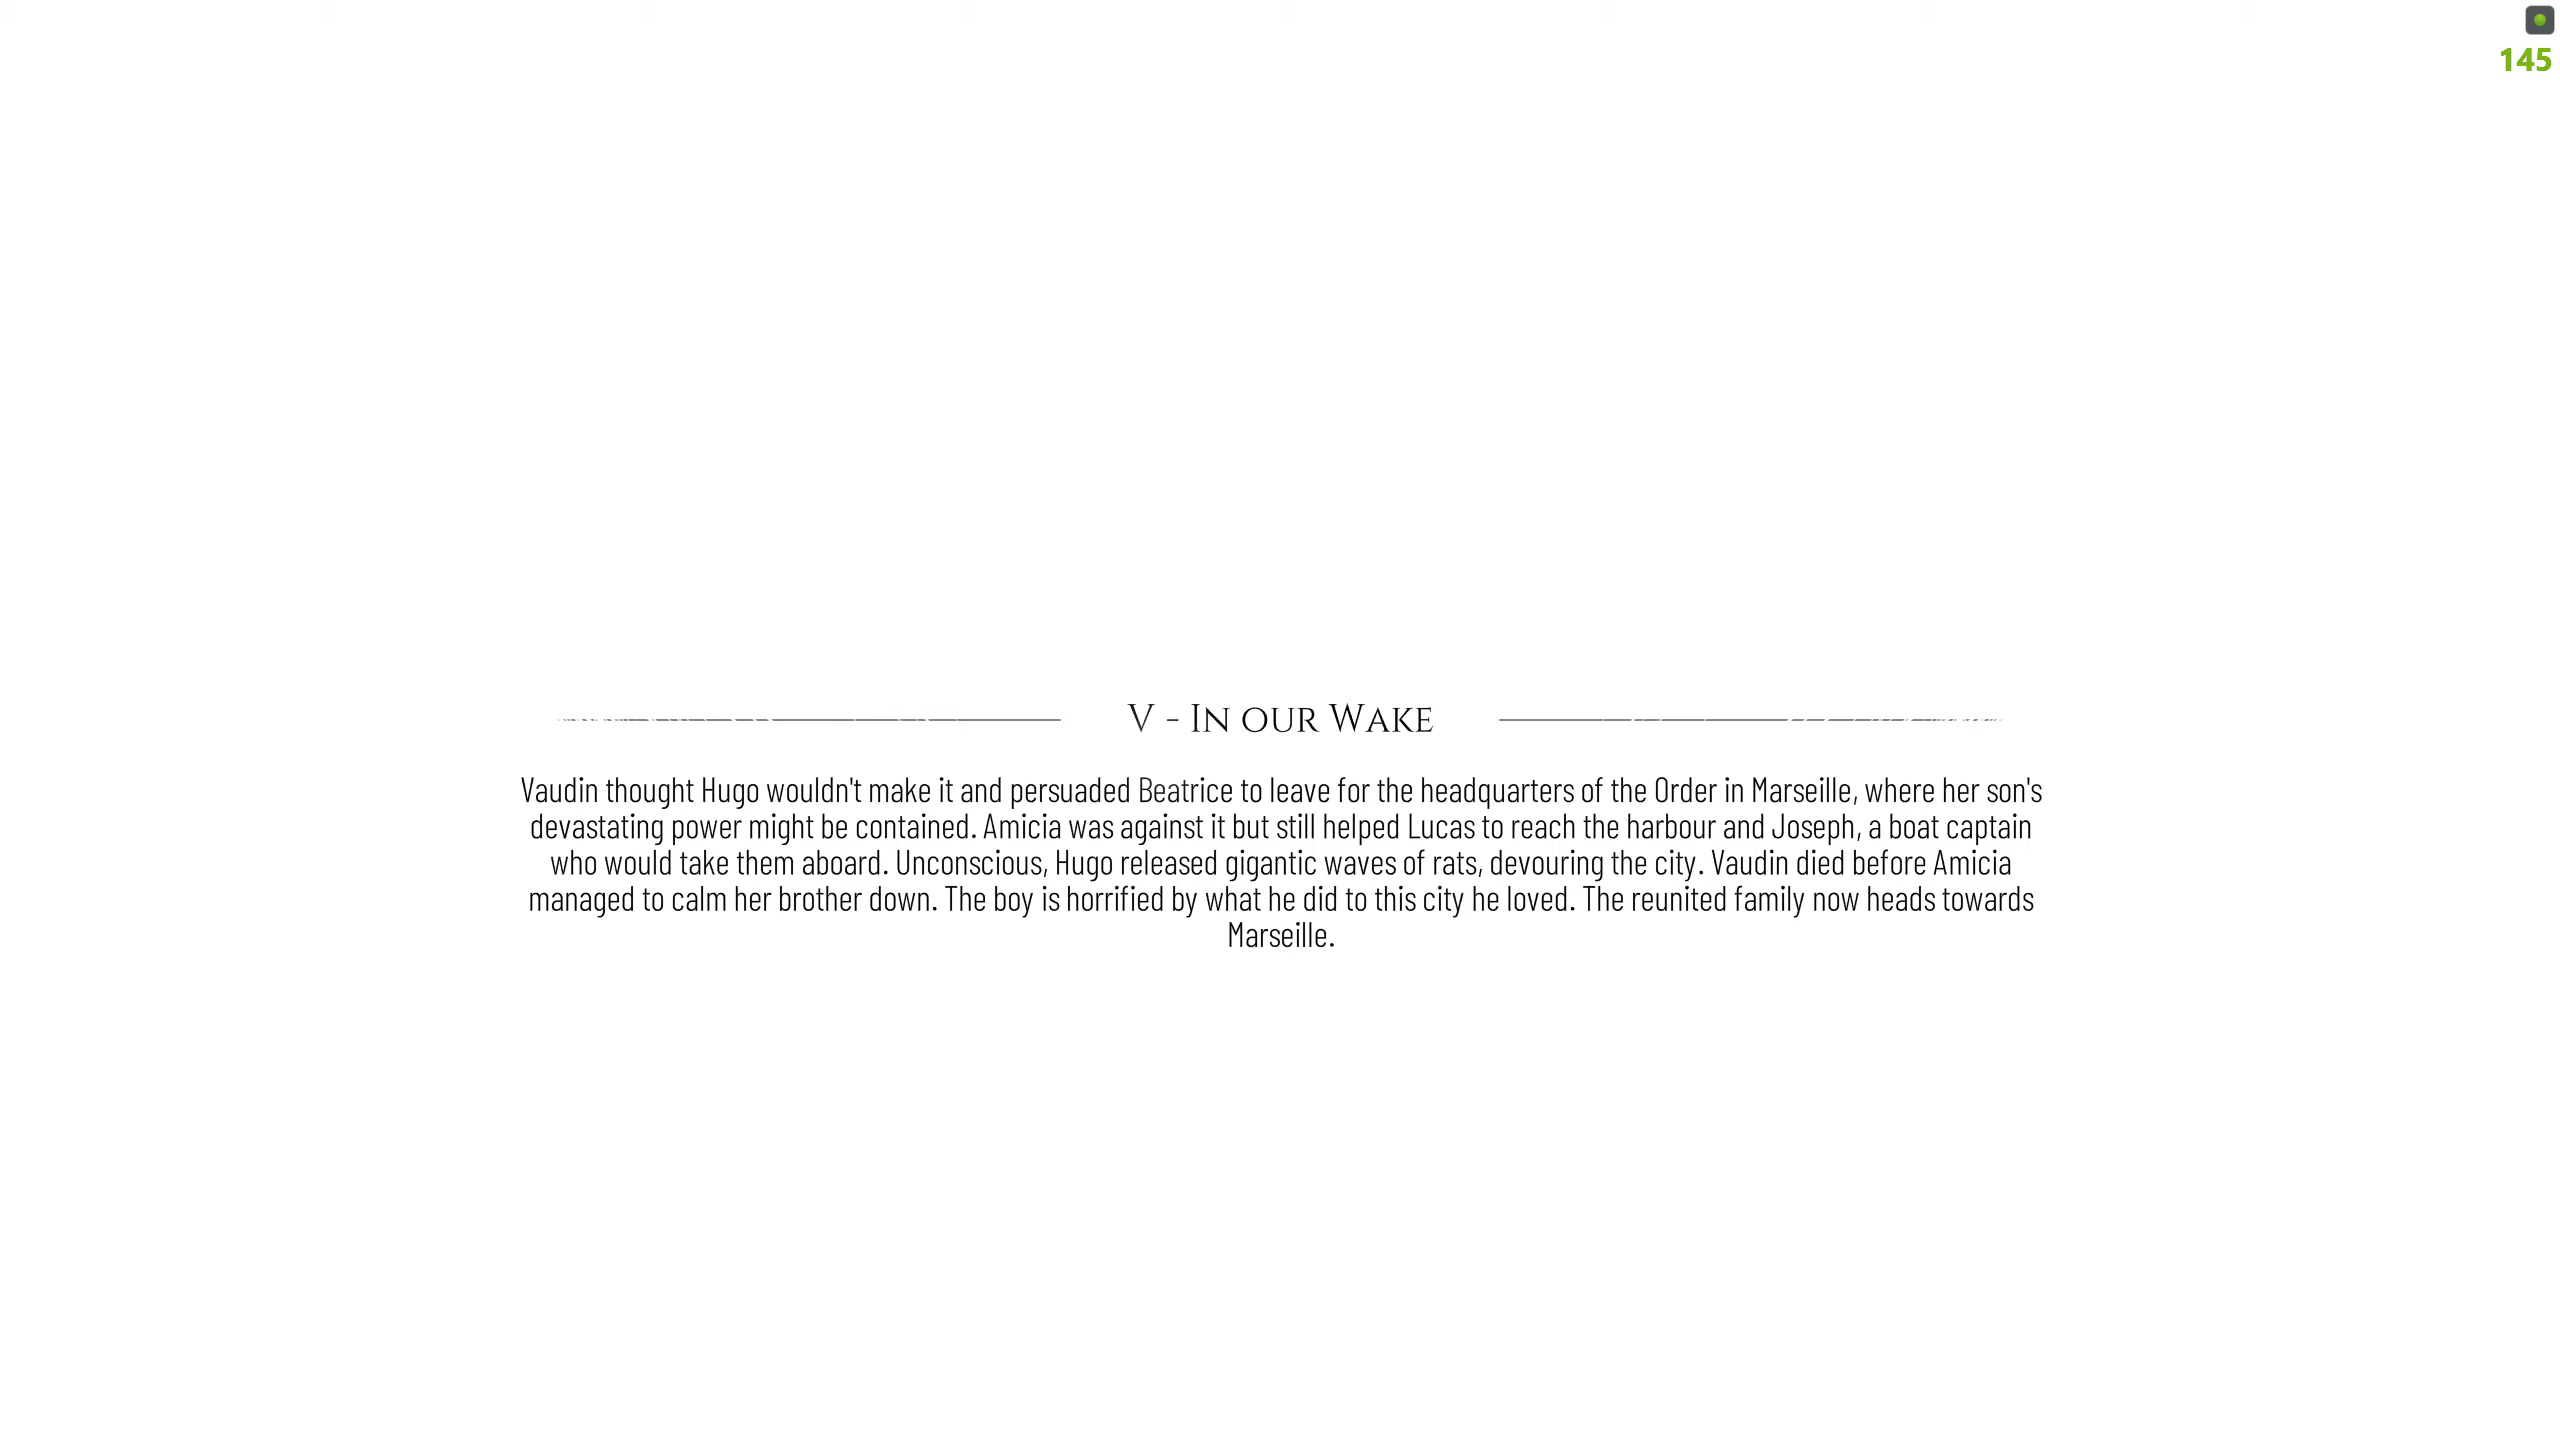 145
V - In our Wake
Vaudin thought Hugo wouldn't make it and persuaded Beatrice to leave for the headquarters of the Order in Marseille, where her son's
devastating power might be contained. Amicia was against it but still helped Lucas to reach the harbour and Joseph, a boat captain
who would take them aboard. Unconscious, Hugo released gigantic waves of rats, devouring the city. Vaudin died before Amicia
managed to calm her brother down. The boy is horrified by what he did to this city he loved. The reunited family now heads towards
Marseille.